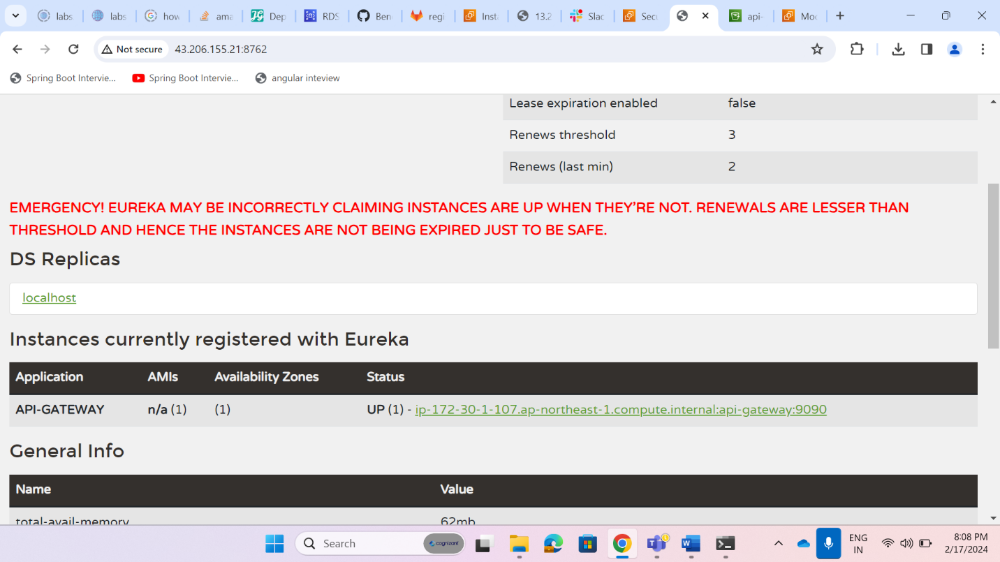 labs
labs
how
ama
Dep
RDS
Ben
regi
Inst
13.2
Slac
Secu
api-
Moc
Not secure
43.206.155.21:8762
Spring Boot Intervie...
Spring Boot Intervie...
angular inteview
Lease expiration enabled false
Renews threshold 3
Renews (last min) 2
EMERGENCY! EUREKA MAY BE INCORRECTLY CLAIMING INSTANCES ARE UP WHEN THEY'RE NOT. RENEWALS ARE LESSER THAN
THRESHOLD AND HENCE THE INSTANCES ARE NOT BEING EXPIRED JUST TO BE SAFE.
DS Replicas
localhost
Instances currently registered with Eureka
Application AMIs Availability Zones Status
API-GATEWAY n/a (1) (1) UP (1) - ip-172-30-1-107.ap-northeast-1.compute.internal:api-gateway:9090
General Info
Name Value
total-avail-memory 62mb
Search
cognizant
ENG
IN
8:08 PM
2/17/2024